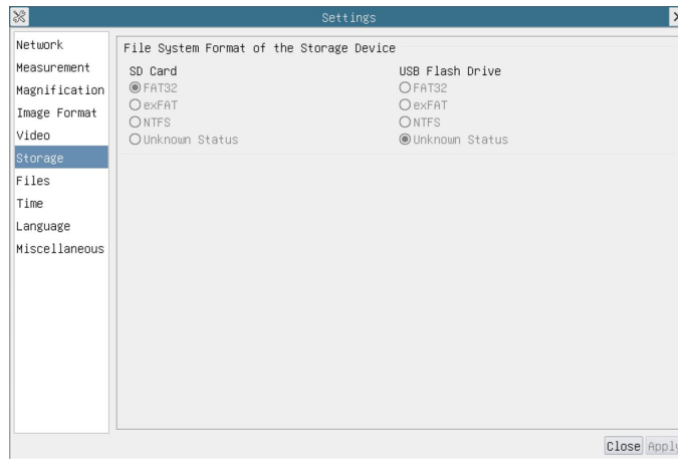 Settings
Network
Measurement
Magnification
Image Format
Video
Storage
Files
Time
Language
Miscellaneous
File System Format of the Storage Device
SD Card
FAT32
exFAT
NTFS
Unknown Status
USB Flash Drive
FAT32
exFAT
NTFS
Unknown Status
Close
Apply